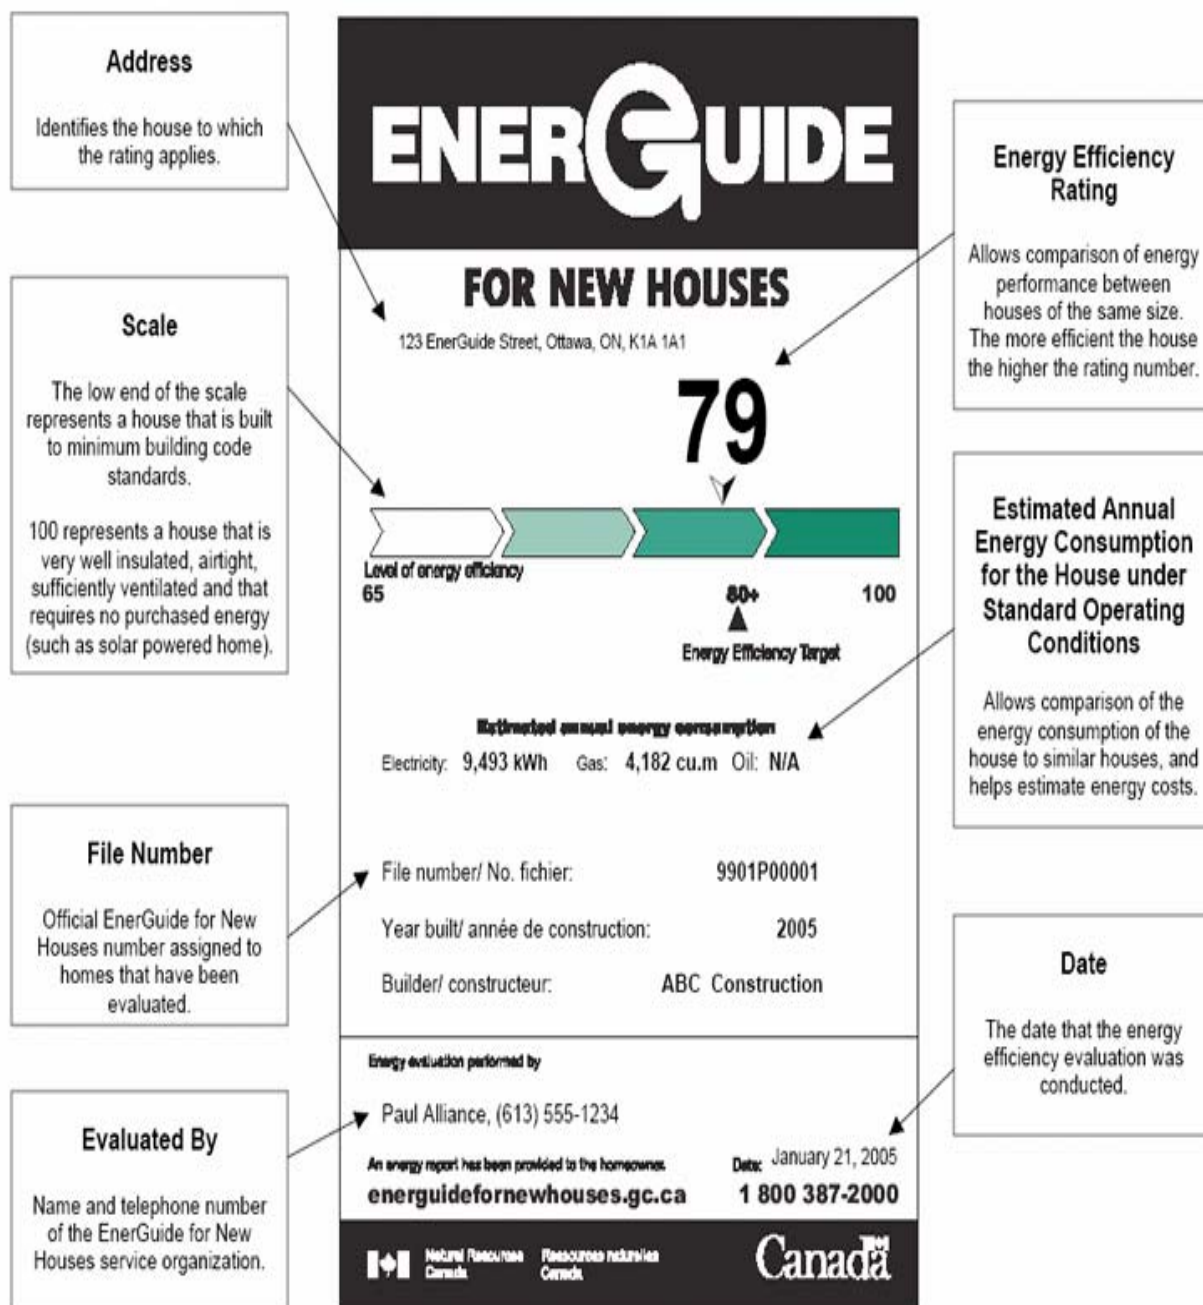 Address
Identifies the house to which
the rating applies.
Scale
The low end of the scale
represents a house that is built
to minimum building code
standards.
100 represents a house that is
very well insulated, airtight,
sufficiently ventilated and that
requires no purchased energy
(such as solar powered home).
File Number
Official EnerGuide for New
Houses number assigned to
homes that have been
evaluated.
Evaluated By
Name and telephone number
of the EnerGuide for New
Houses service organization.
ENERGUIDE
FOR NEW HOUSES
123 EnerGuide Street, Ottawa, ON, K1A 1A1
79
Level of energy efficiency
65 80+ 100
Energy Efficiency Target
Estimated annual energy consumption
Electricity: 9,493 kWh Gas: 4,182 cu.m Oil: N/A
File number/ No. fichier: 9901P00001
Year built/ année de construction: 2005
Builder/ constructeur: ABC Construction
Energy evaluation performed by
Paul Alliance, (613) 555-1234
An energy report has been provided to the homeowner. Date: January 21, 2005
energuidefornewhouses.gc.ca 1 800 387-2000
Natural Resources Ressources naturelles
Canada Canada
Canada
Energy Efficiency
Rating
Allows comparison of energy
performance between
houses of the same size.
The more efficient the house
the higher the rating number.
Estimated Annual
Energy Consumption
for the House under
Standard Operating
Conditions
Allows comparison of the
energy consumption of the
house to similar houses, and
helps estimate energy costs.
Date
The date that the energy
efficiency evaluation was
conducted.